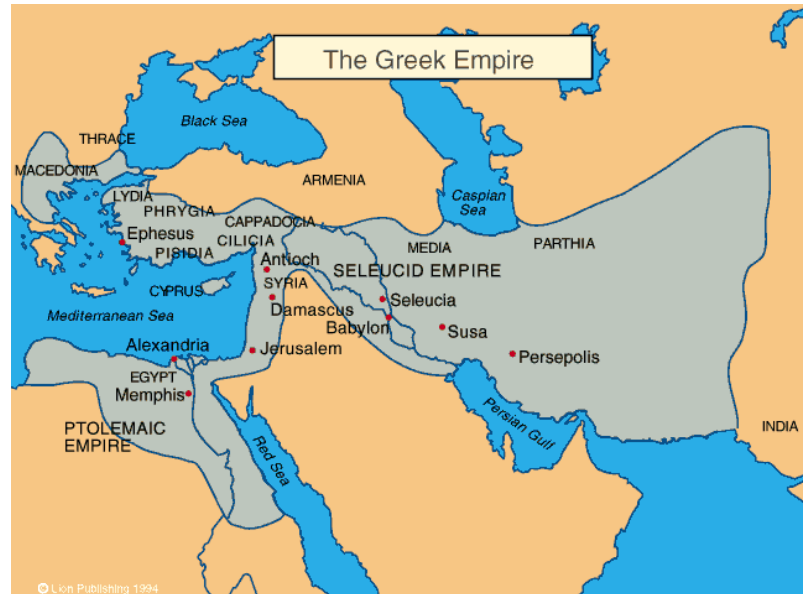 The Greek Empire
Black Sea
THRACE
MACEDONIA
ARMENIA
LYDIA
PHRYGIA
CAPPADOCIA
Caspian
Sea
Ephesus
CILICIA
PISIDIA
MEDIA
PARTHIA
Antioch
SELEUCID EMPIRE
SYRIA
CYPRUS
Damascus
Seleucia
Mediterranean Sea
Babylon
Susa
Alexandria
Jerusalem
Persepolis
EGYPT
Memphis
PTOLEMAIC
EMPIRE
Red Sea
Persian Gulf
INDIA
© Lion Publishing 1994